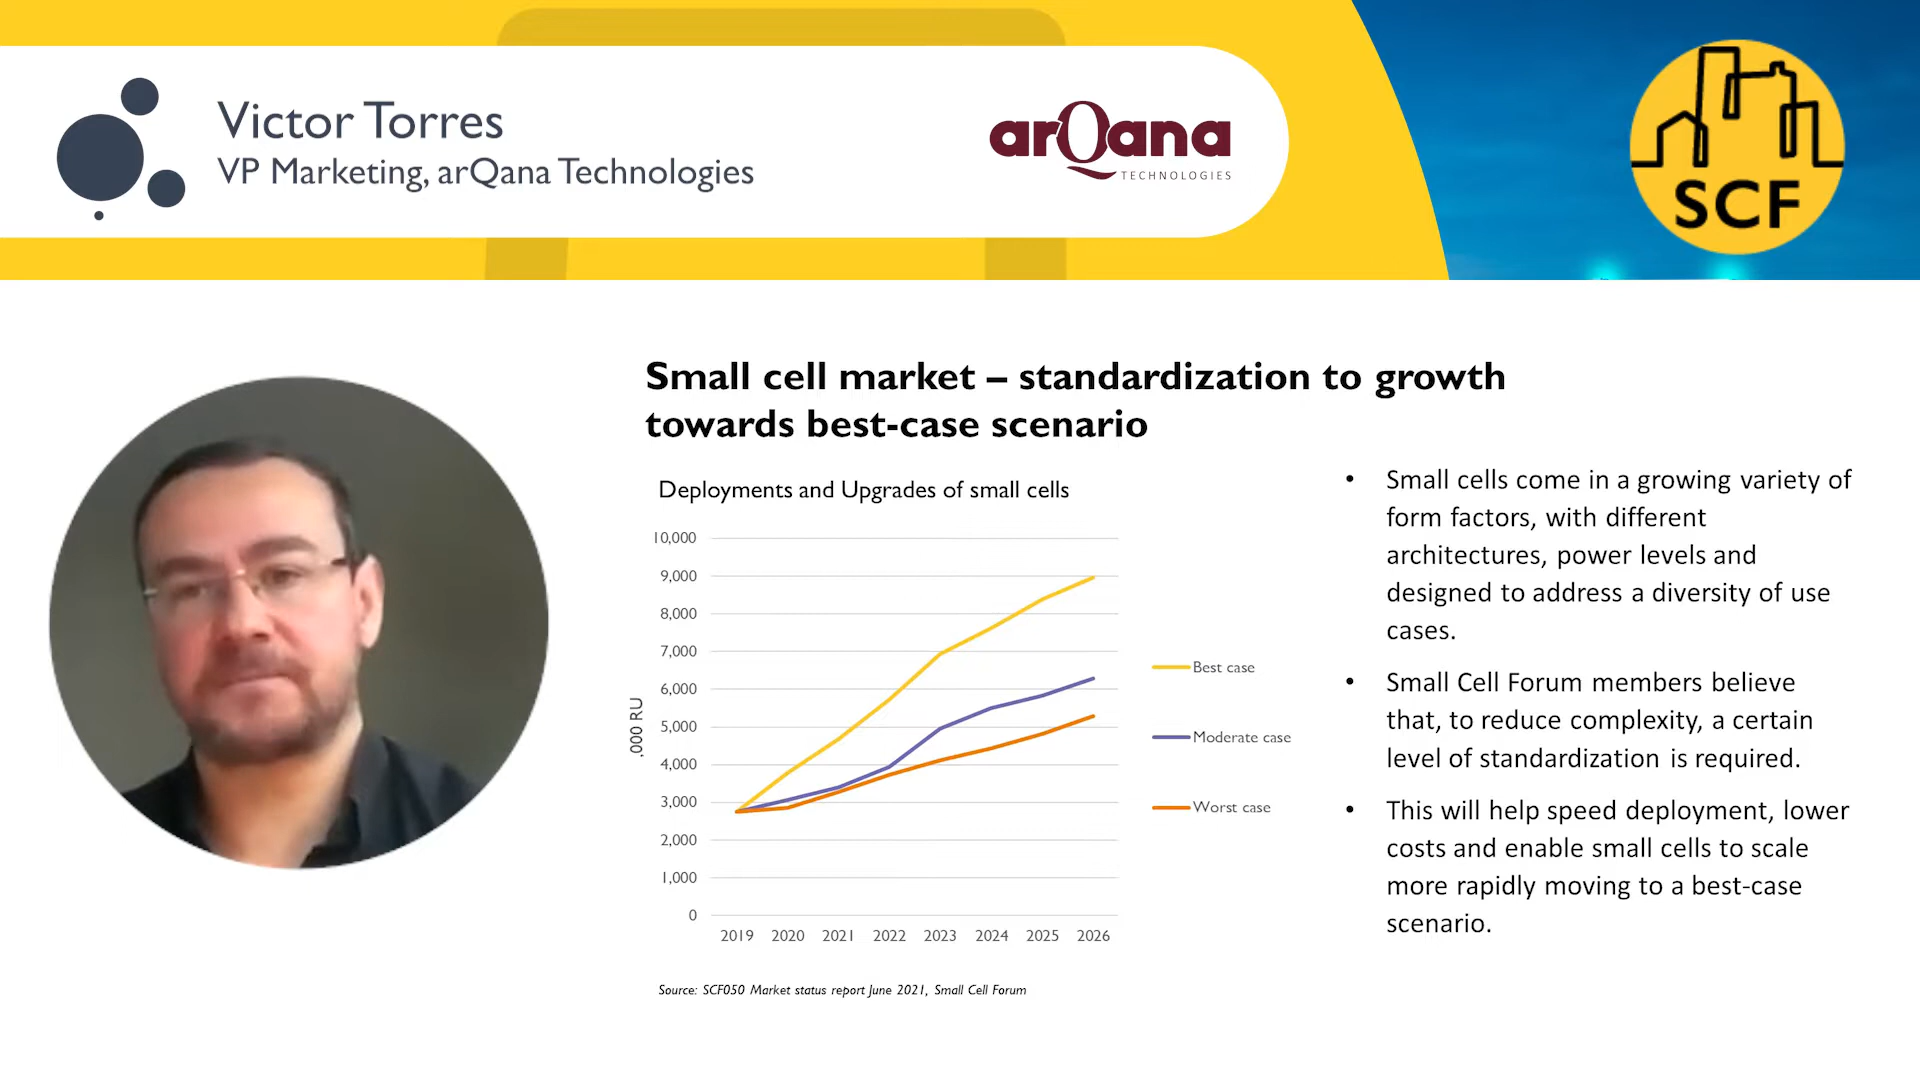 Victor Torres
VP Marketing, arQana Technologies
arQana
TECHNOLOGIES
SCF
Small cell market – standardization to growth
towards best-case scenario
Deployments and Upgrades of small cells
10,000
9,000
8,000
7,000
6,000
5,000
4,000
3,000
2,000
1,000
0
,000 RU
2019 2020 2021 2022 2023 2024 2025 2026
Best case
Moderate case
Worst case
Source: SCF050 Market status report June 2021, Small Cell Forum
• Small cells come in a growing variety of
form factors, with different
architectures, power levels and
designed to address a diversity of use
cases.
• Small Cell Forum members believe
that, to reduce complexity, a certain
level of standardization is required.
• This will help speed deployment, lower
costs and enable small cells to scale
more rapidly moving to a best-case
scenario.